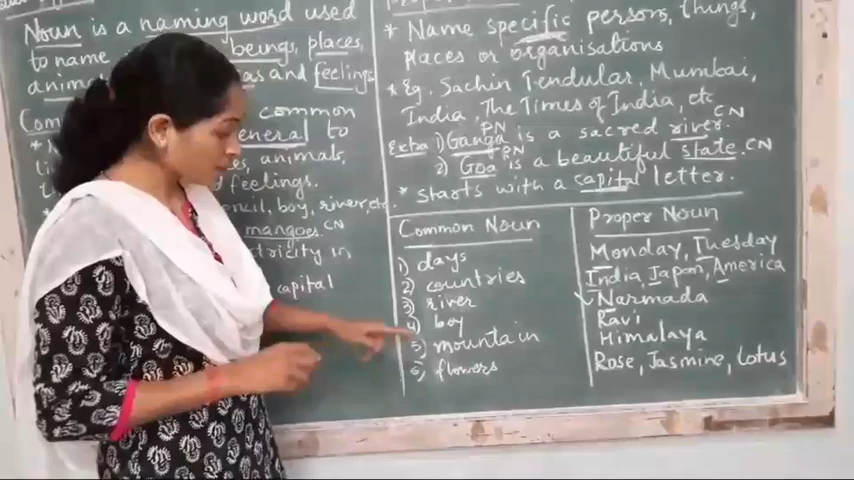 Noun is a naming word used
to name beings, places,
animals and feelings
common
general to
animals,
feelings.
pencil, boy, river, etc
mangoes CN
electricity in
capital
* Name specific persons, things,
places or organisations.
* Eg. Sachin Tendular, Mumbai,
India, The Times of India, etc
Extra 1) Ganga PN is a sacred river. CN
2) Goa PN is a beautiful state CN
* starts with a capital letter.
Common Noun
1) days
2) countries
3) river
4) boy
5) mountain
6) flowers
Proper Noun
Monday, Tuesday
India, Japan, America
Narmada
Ravi
Himalaya
Rose, Jasmine, Lotus